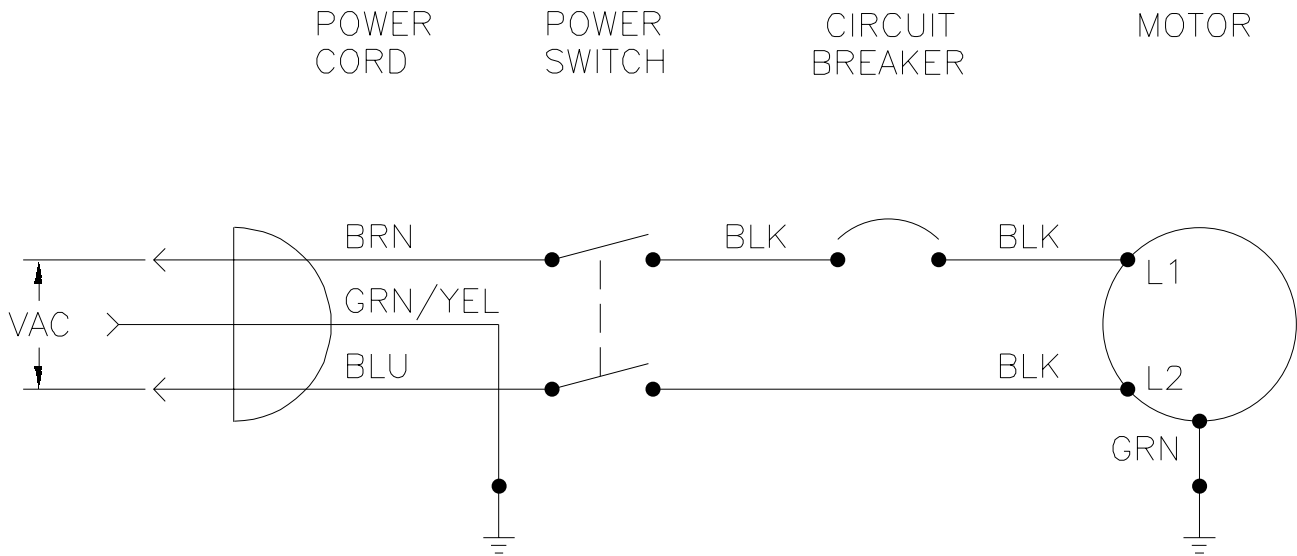 POWER
CORD
POWER
SWITCH
CIRCUIT
BREAKER
MOTOR
BRN
BLK
BLK
L1
GRN/YEL
VAC
BLU
BLK
L2
GRN